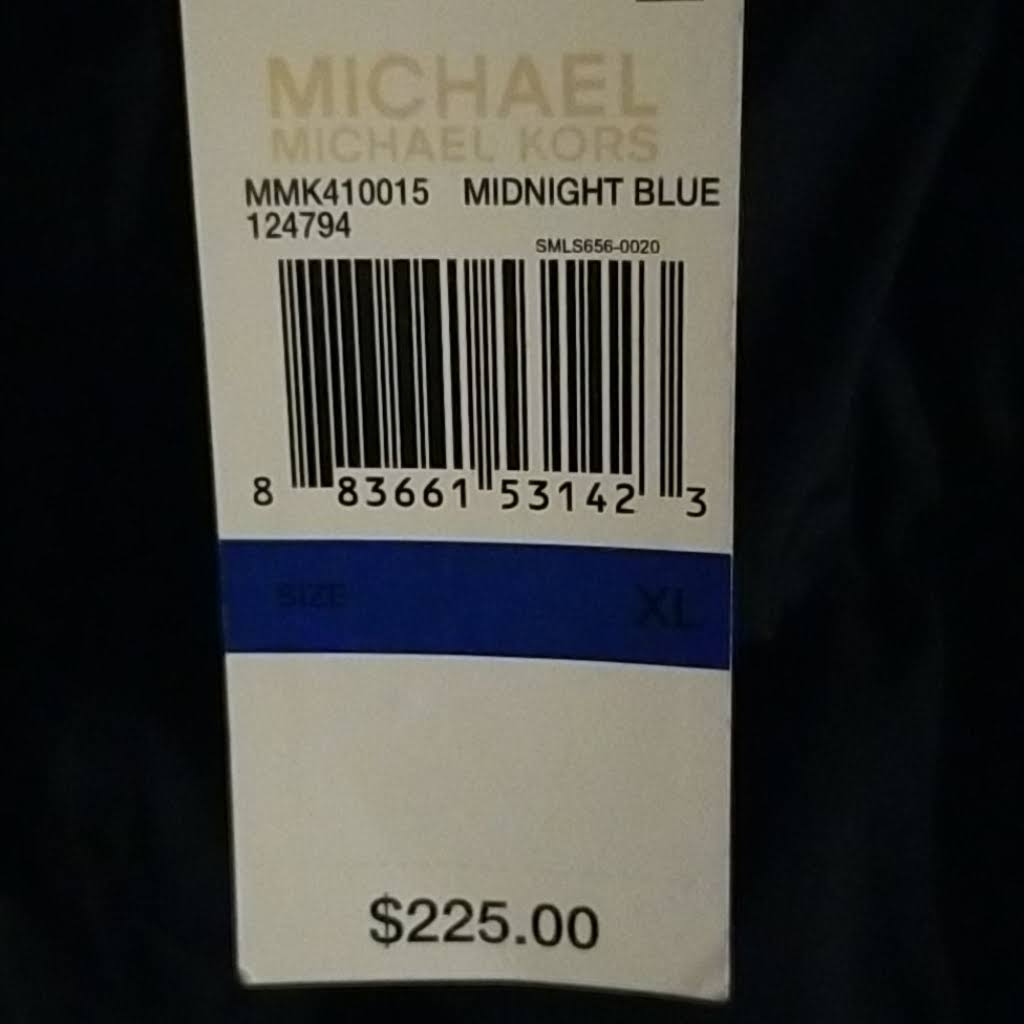 MICHAEL
MICHAEL KORS
MMK410015 MIDNIGHT BLUE
124794
SMLS656-0020
8 83661 53142 3
SIZE XL
$225.00